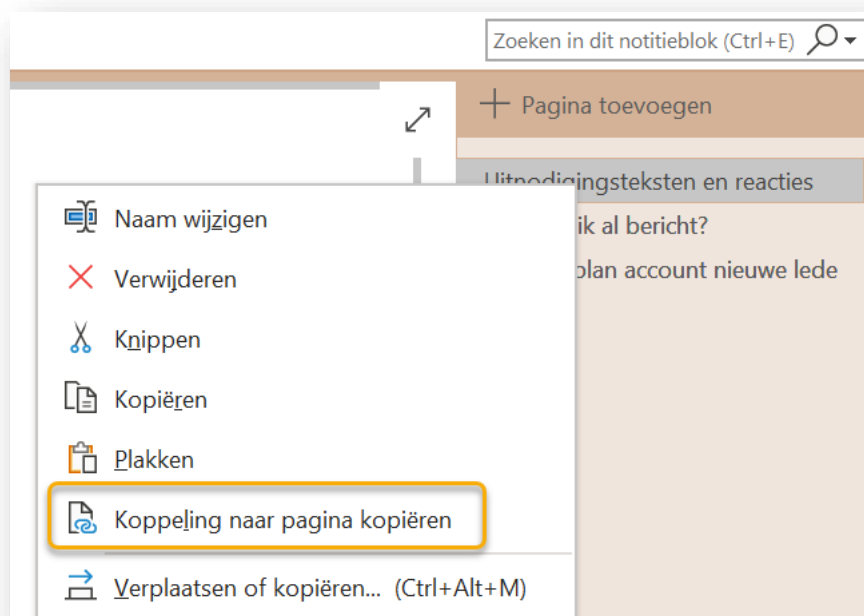 Zoeken in dit notitieblok (Ctrl+E)
Pagina toevoegen
Uitnodigingsteksten en reacties
ik al bericht?
plan account nieuwe lede
Naam wijzigen
Verwijderen
Knippen
Kopiëren
Plakken
Koppeling naar pagina kopiëren
Verplaatsen of kopiëren... (Ctrl+Alt+M)